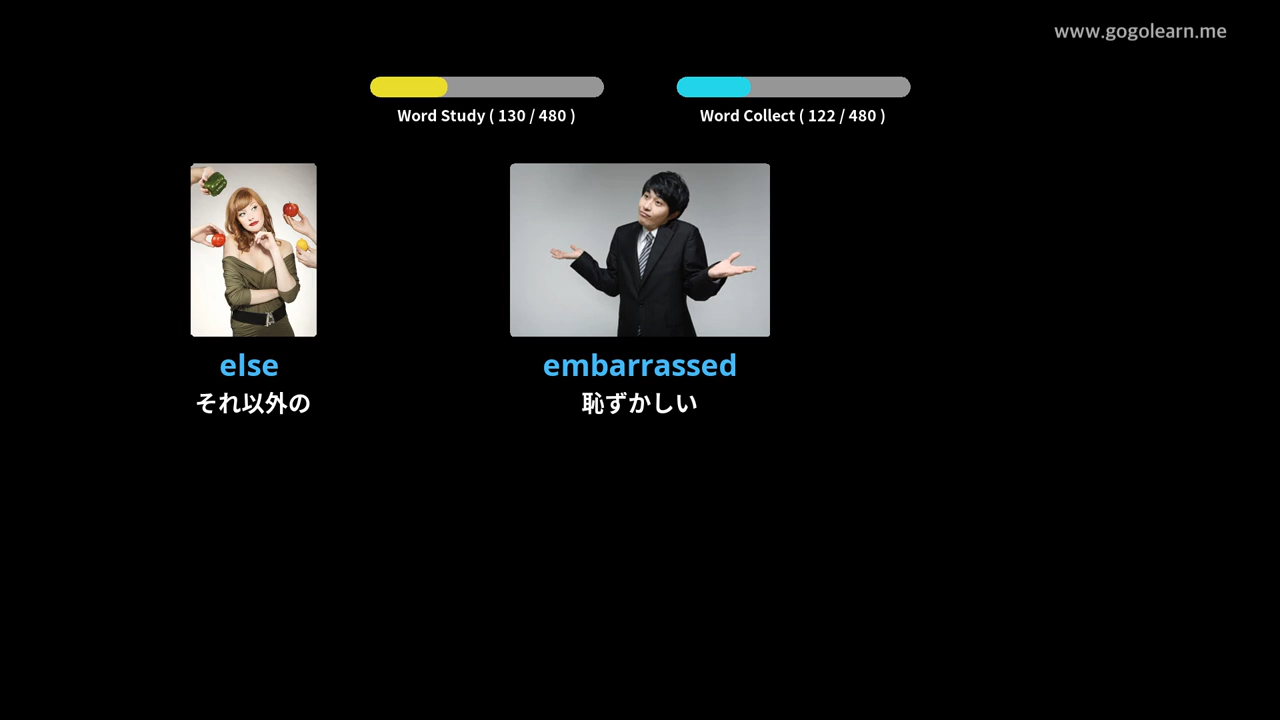 www.gogolearn.me
Word Study ( 130 / 480 )
Word Collect ( 122 / 480 )
else
それ以外の
embarrassed
恥ずかしい